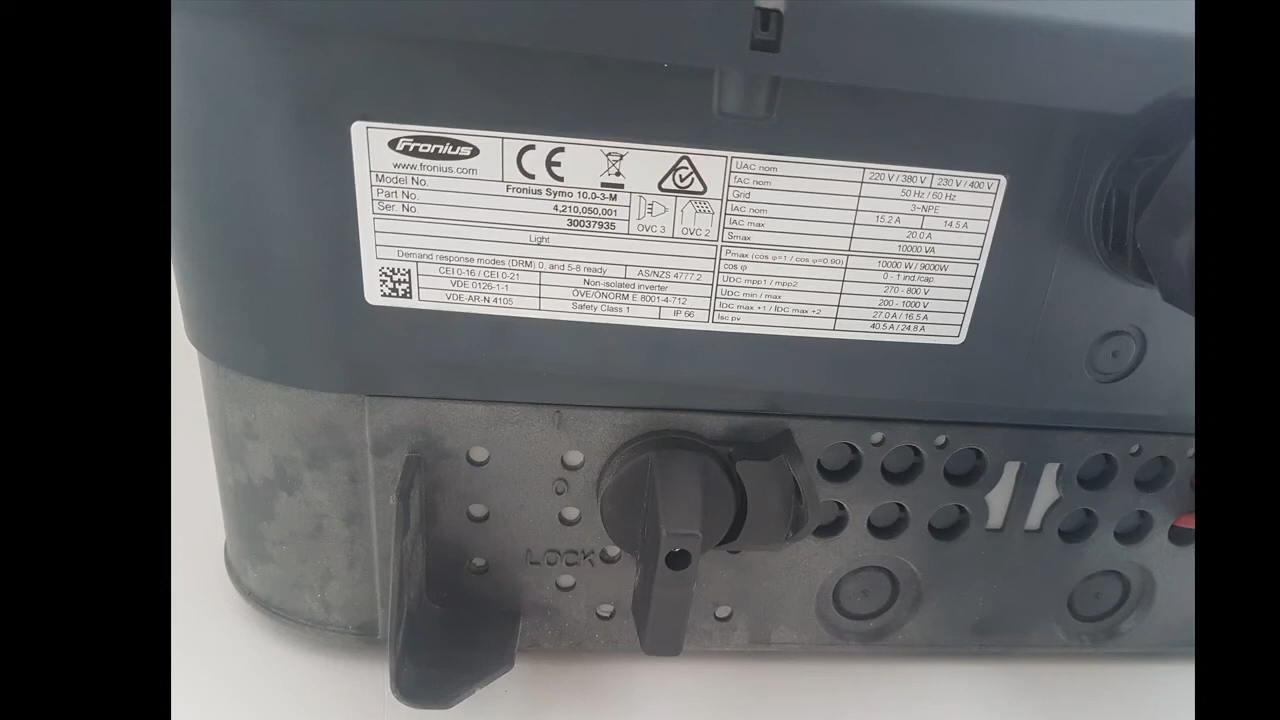 Fronius
www.fronius.com
CE
Model No. Fronius Symo 10.0-3-M
Part No. 4,210,050,001
Ser. No. 30037935
OVC 3 OVC 2
Light
Demand response modes (DRM) 0, and 5-8 ready AS/NZS 4777.2
CEI 0-16 / CEI 0-21 Non-isolated inverter
VDE 0126-1-1 ÖVE/ÖNORM E 8001-4-712
VDE-AR-N 4105 Safety Class 1 IP 66
UAC nom 220 V / 380 V 230 V / 400 V
fAC nom 50 Hz / 60 Hz
Grid 3~NPE
IAC nom 15.2 A 14.5 A
IAC max 20.0 A
Smax 10000 VA
Pmax (cos φ=1 / cos φ=0.90) 10000 W / 9000W
cos φ 0 - 1 ind./cap
UDC mpp1 / mpp2 270 - 800 V
UDC min / max 200 - 1000 V
IDC max +1 / IDC max +2 27.0 A / 16.5 A
Isc pv 40.5 A / 24.8 A
I
O
LOCK